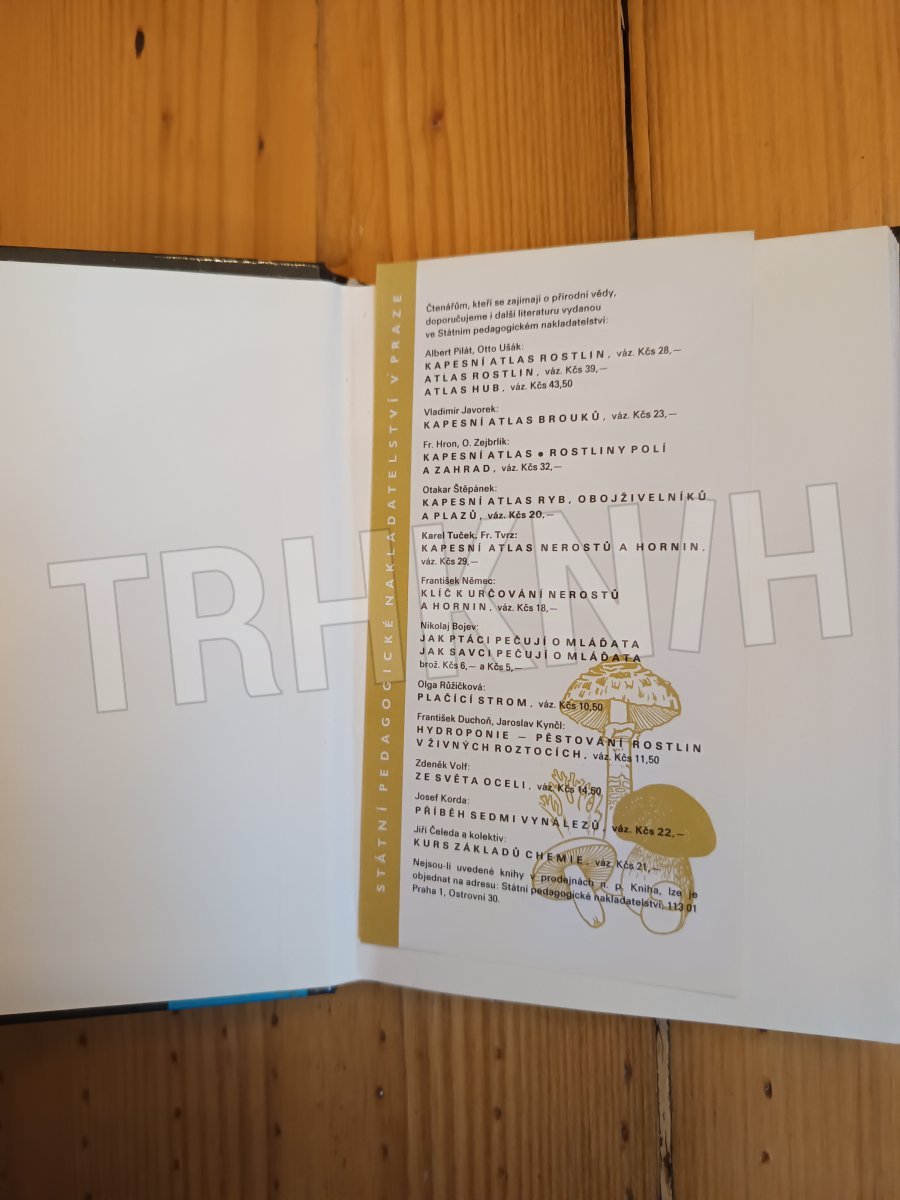 STÁTNÍ PEDAGOGICKÉ NAKLADATELSTVÍ V PRAZE
Čtenářům, kteří se zajímají o přírodní vědy,
doporučujeme i další literaturu vydanou
ve Státním pedagogickém nakladatelství:
Albert Pilát, Otto Ušák:
KAPESNÍ ATLAS ROSTLIN, váz. Kčs 28,—
ATLAS ROSTLIN, váz. Kčs 39,—
ATLAS HUB, váz. Kčs 43,50
Vladimír Javorek:
KAPESNÍ ATLAS BROUKŮ, váz. Kčs 23,—
Fr. Hron, O. Zejbrlík:
KAPESNÍ ATLAS • ROSTLINY POLÍ
A ZAHRAD, váz. Kčs 32,—
Otakar Štěpánek:
KAPESNÍ ATLAS RYB, OBOJŽIVELNÍKŮ
A PLAZŮ, váz. Kčs 20,—
Karel Tuček, Fr. Tvrz:
KAPESNÍ ATLAS NEROSTŮ A HORNIN,
váz. Kčs 29,—
František Němec:
KLÍČ K URČOVÁNÍ NEROSTŮ
A HORNIN, váz. Kčs 18,—
Nikolaj Bojev:
JAK PTÁCI PEČUJÍ O MLÁĎATA
JAK SAVCI PEČUJÍ O MLÁĎATA
brož. Kčs 6,— a Kčs 5,—
Olga Růžičková:
PLAČÍCÍ STROM, váz. Kčs 10,50
František Duchoň, Jaroslav Kynčl:
HYDROPONIE — PĚSTOVÁNÍ ROSTLIN
V ŽIVNÝCH ROZTOCÍCH, váz. Kčs 11,50
Zdeněk Volf:
ZE SVĚTA OCELI, váz. Kčs 14,50
Josef Korda:
PŘÍBĚH SEDMI VYNÁLEZŮ, váz. Kčs 22,—
Jiří Čeleda a kolektiv:
KURS ZÁKLADŮ CHEMIE, váz. Kčs 21,—
Nejsou-li uvedené knihy v prodejnách n. p. Kniha, lze je
objednat na adresu: Státní pedagogické nakladatelství, 113 01
Praha 1, Ostrovní 30.
TRHKNIH